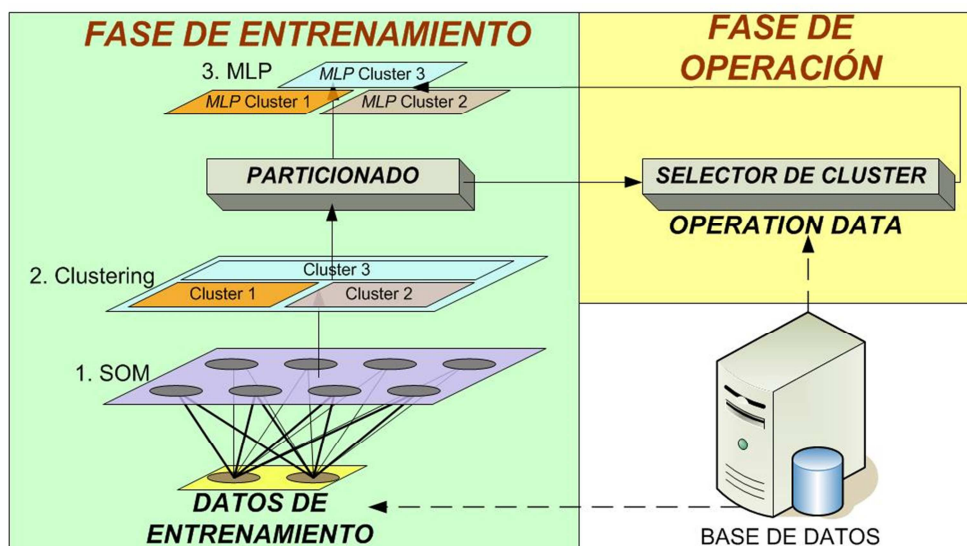 FASE DE ENTRENAMIENTO
3. MLP
MLP Cluster 3
MLP Cluster 1
MLP Cluster 2
PARTICIONADO
2. Clustering
Cluster 3
Cluster 1
Cluster 2
1. SOM
DATOS DE
ENTRENAMIENTO
FASE DE
OPERACIÓN
SELECTOR DE CLUSTER
OPERATION DATA
BASE DE DATOS